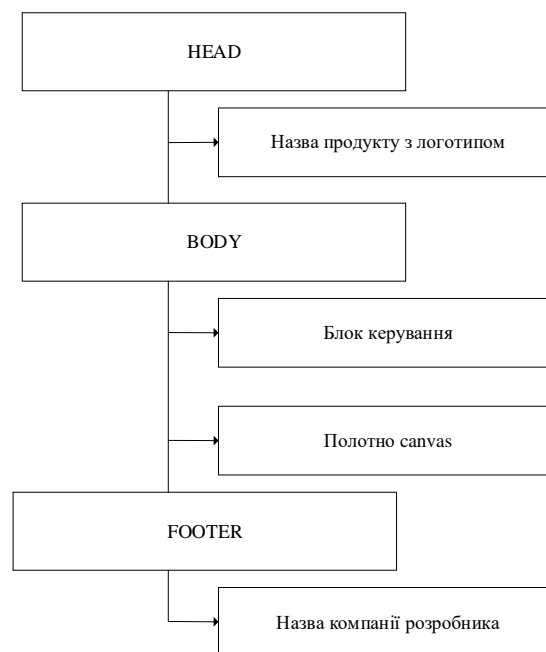 HEAD
Назва продукту з логотипом
BODY
Блок керування
Полотно canvas
FOOTER
Назва компанії розробника